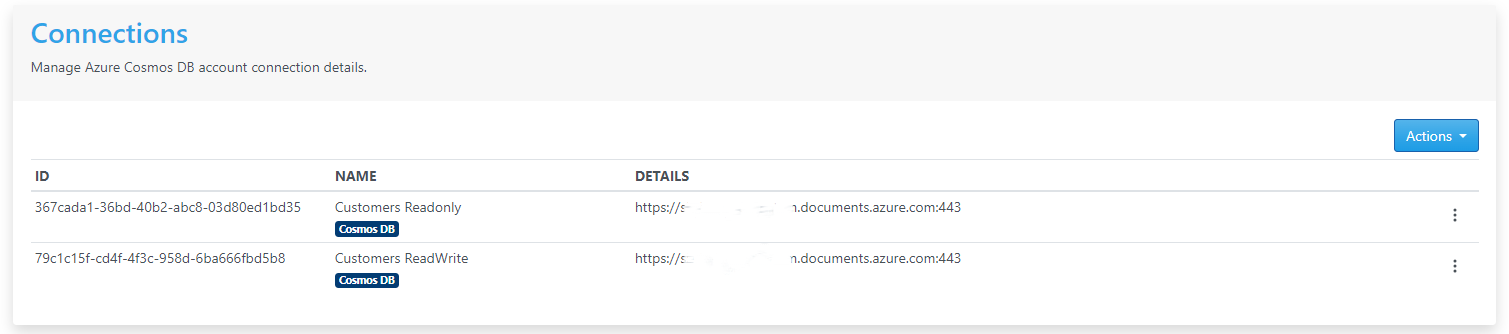 Connections
Manage Azure Cosmos DB account connection details.
Actions
ID NAME DETAILS
367cada1-36bd-40b2-abc8-03d80ed1bd35 Customers Readonly https://s n.documents.azure.com:443
Cosmos DB
79c1c15f-cd4f-4f3c-958d-6ba666fbd5b8 Customers ReadWrite https://s n.documents.azure.com:443
Cosmos DB